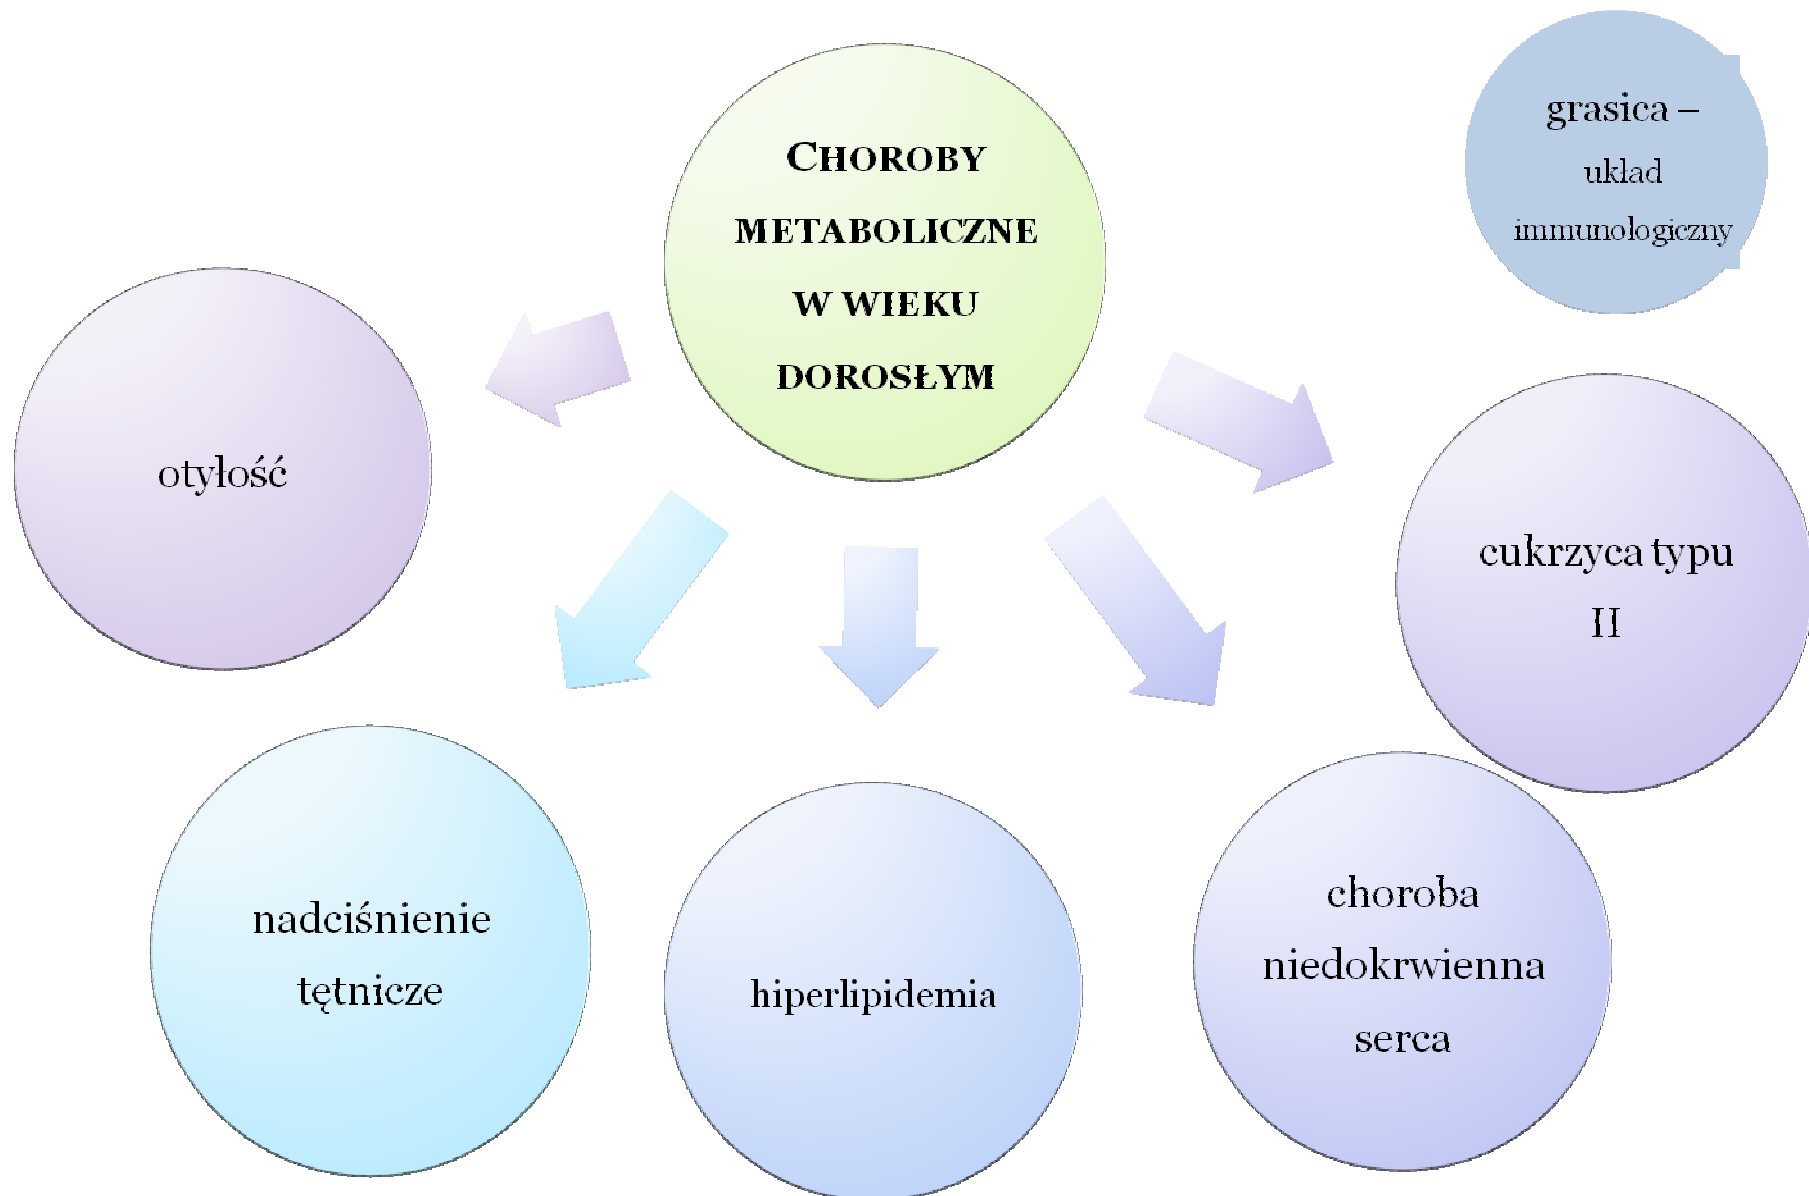 CHOROBY
METABOLICZNE
W WIEKU
DOROSŁYM
grasica –
układ
immunologiczny
otyłość
cukrzyca typu
II
nadciśnienie
tętnicze
hiperlipidemia
choroba
niedokrwienna
serca